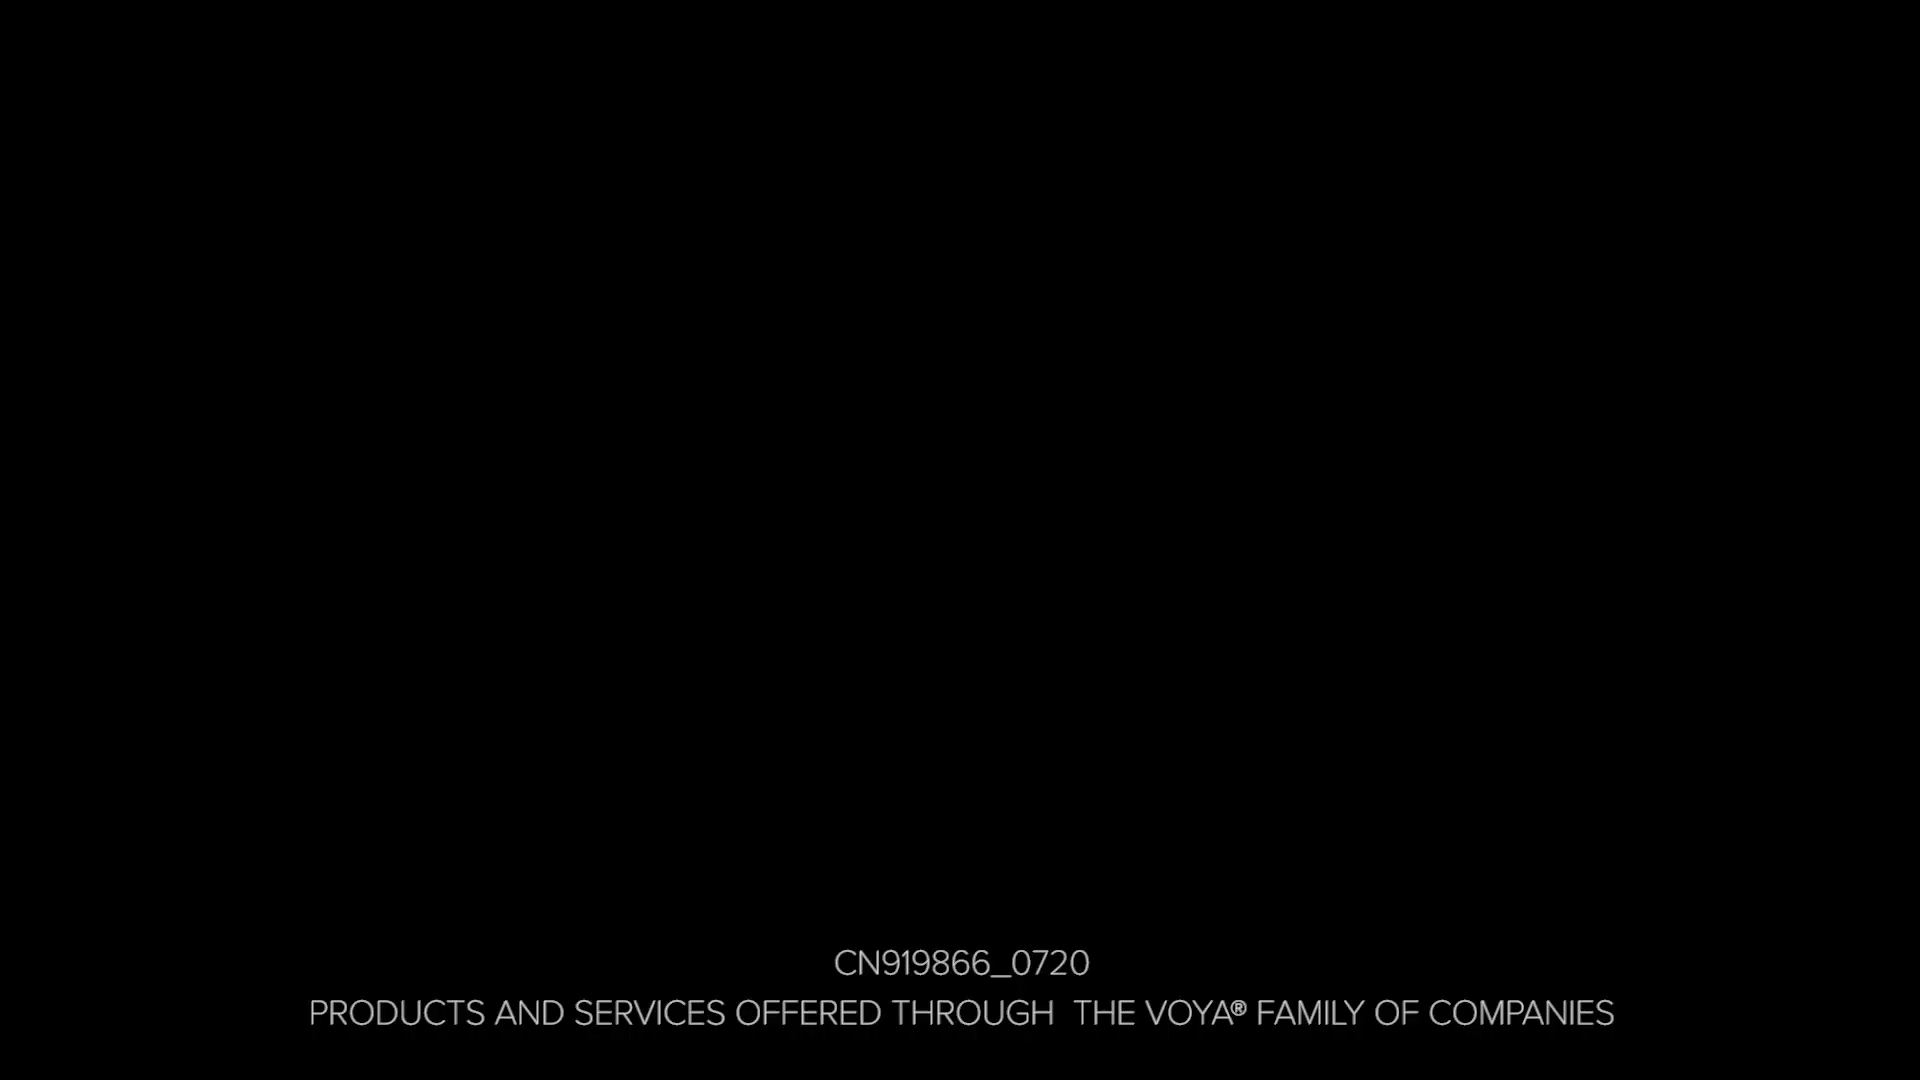 CN919866_0720
PRODUCTS AND SERVICES OFFERED THROUGH  THE VOYA® FAMILY OF COMPANIES